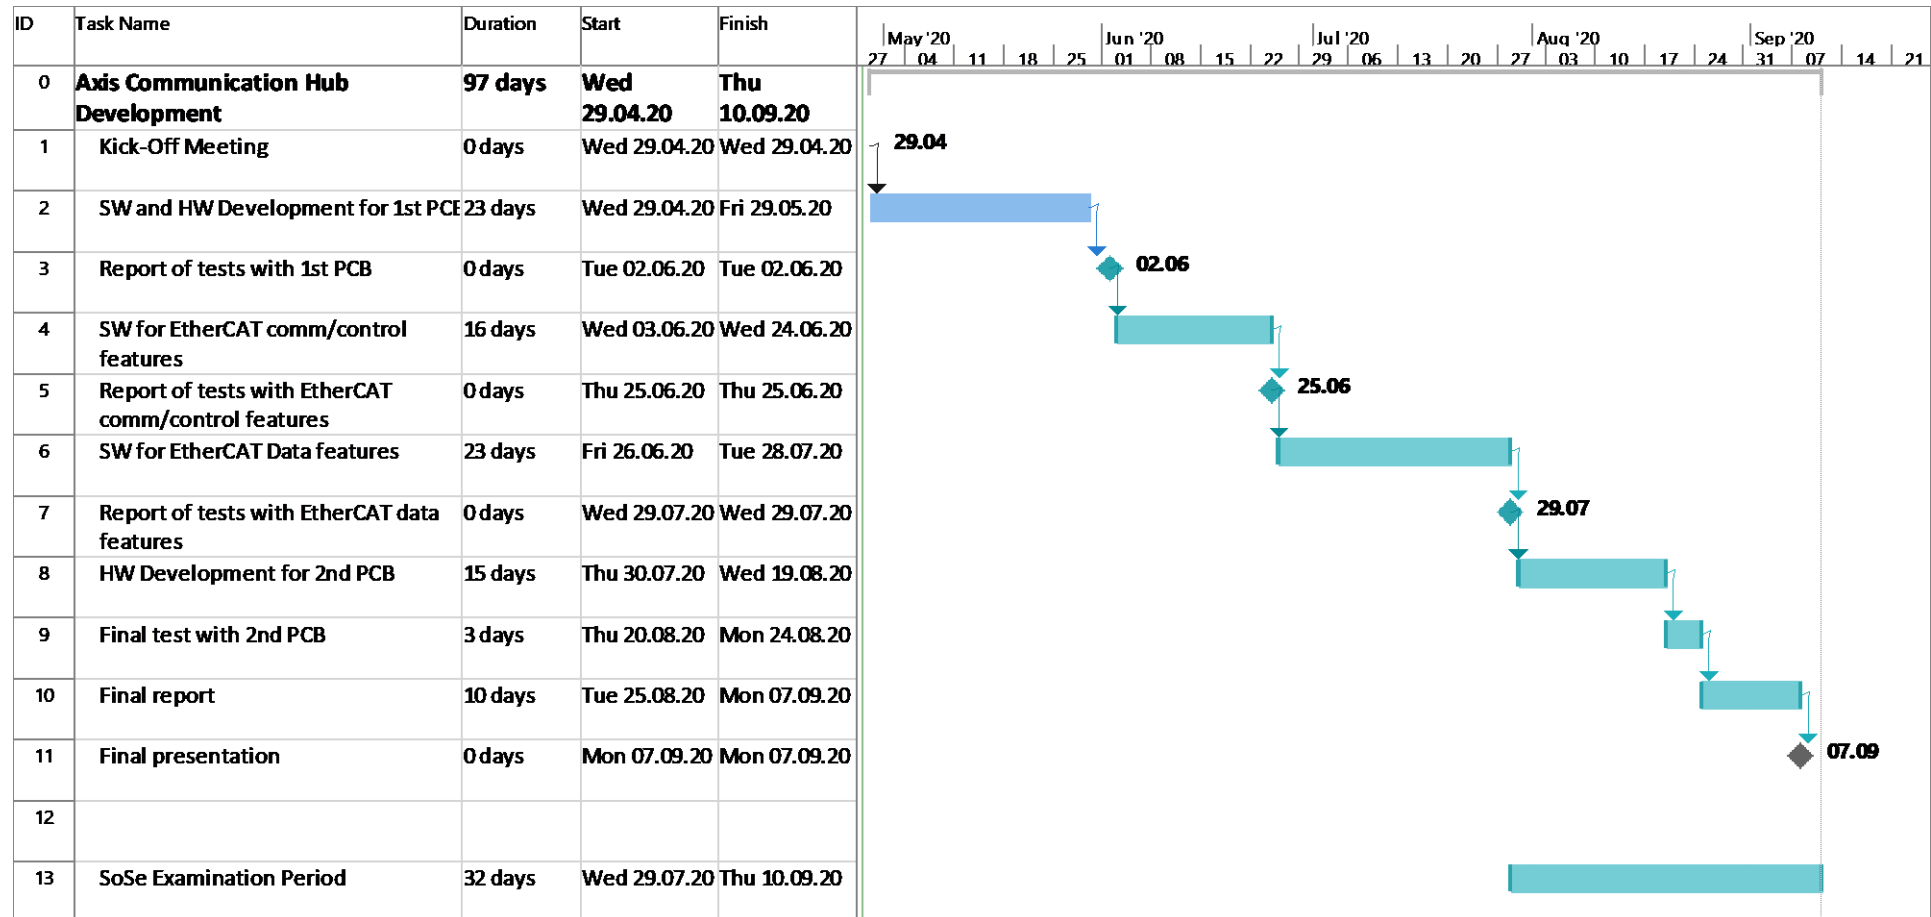 ID Task Name Duration Start Finish
May '20 Jun '20 Jul '20 Aug '20 Sep '20
27 04 11 18 25 01 08 15 22 29 06 13 20 27 03 10 17 24 31 07 14 21
0 Axis Communication Hub 97 days Wed Thu
Development 29.04.20 10.09.20
1 Kick-Off Meeting 0 days Wed 29.04.20 Wed 29.04.20 29.04
2 SW and HW Development for 1st PCB 23 days Wed 29.04.20 Fri 29.05.20
3 Report of tests with 1st PCB 0 days Tue 02.06.20 Tue 02.06.20 02.06
4 SW for EtherCAT comm/control 16 days Wed 03.06.20 Wed 24.06.20
features
5 Report of tests with EtherCAT 0 days Thu 25.06.20 Thu 25.06.20 25.06
comm/control features
6 SW for EtherCAT Data features 23 days Fri 26.06.20 Tue 28.07.20
7 Report of tests with EtherCAT data 0 days Wed 29.07.20 Wed 29.07.20 29.07
features
8 HW Development for 2nd PCB 15 days Thu 30.07.20 Wed 19.08.20
9 Final test with 2nd PCB 3 days Thu 20.08.20 Mon 24.08.20
10 Final report 10 days Tue 25.08.20 Mon 07.09.20
11 Final presentation 0 days Mon 07.09.20 Mon 07.09.20 07.09
12
13 SoSe Examination Period 32 days Wed 29.07.20 Thu 10.09.20